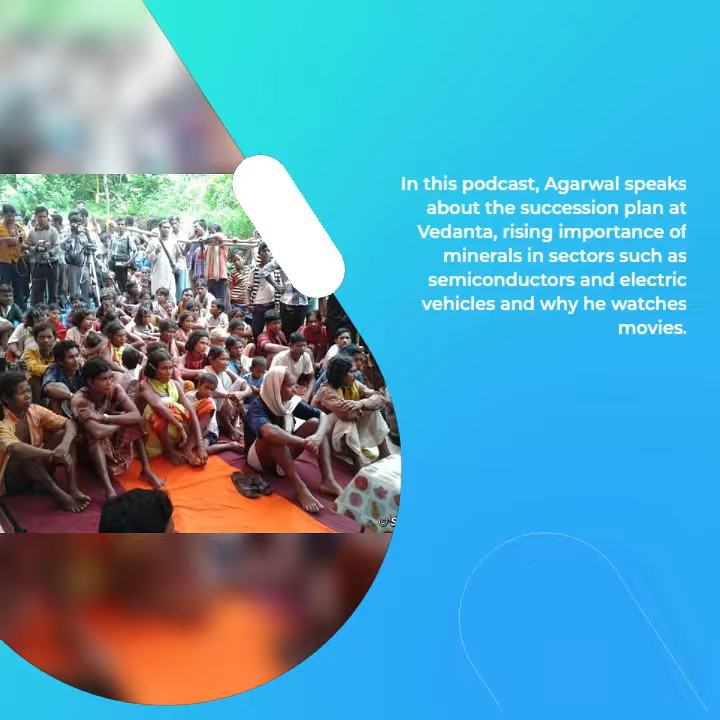 In this podcast, Agarwal speaks
about the succession plan at
Vedanta, rising importance of
minerals in sectors such as
semiconductors and electric
vehicles and why he watches
movies.